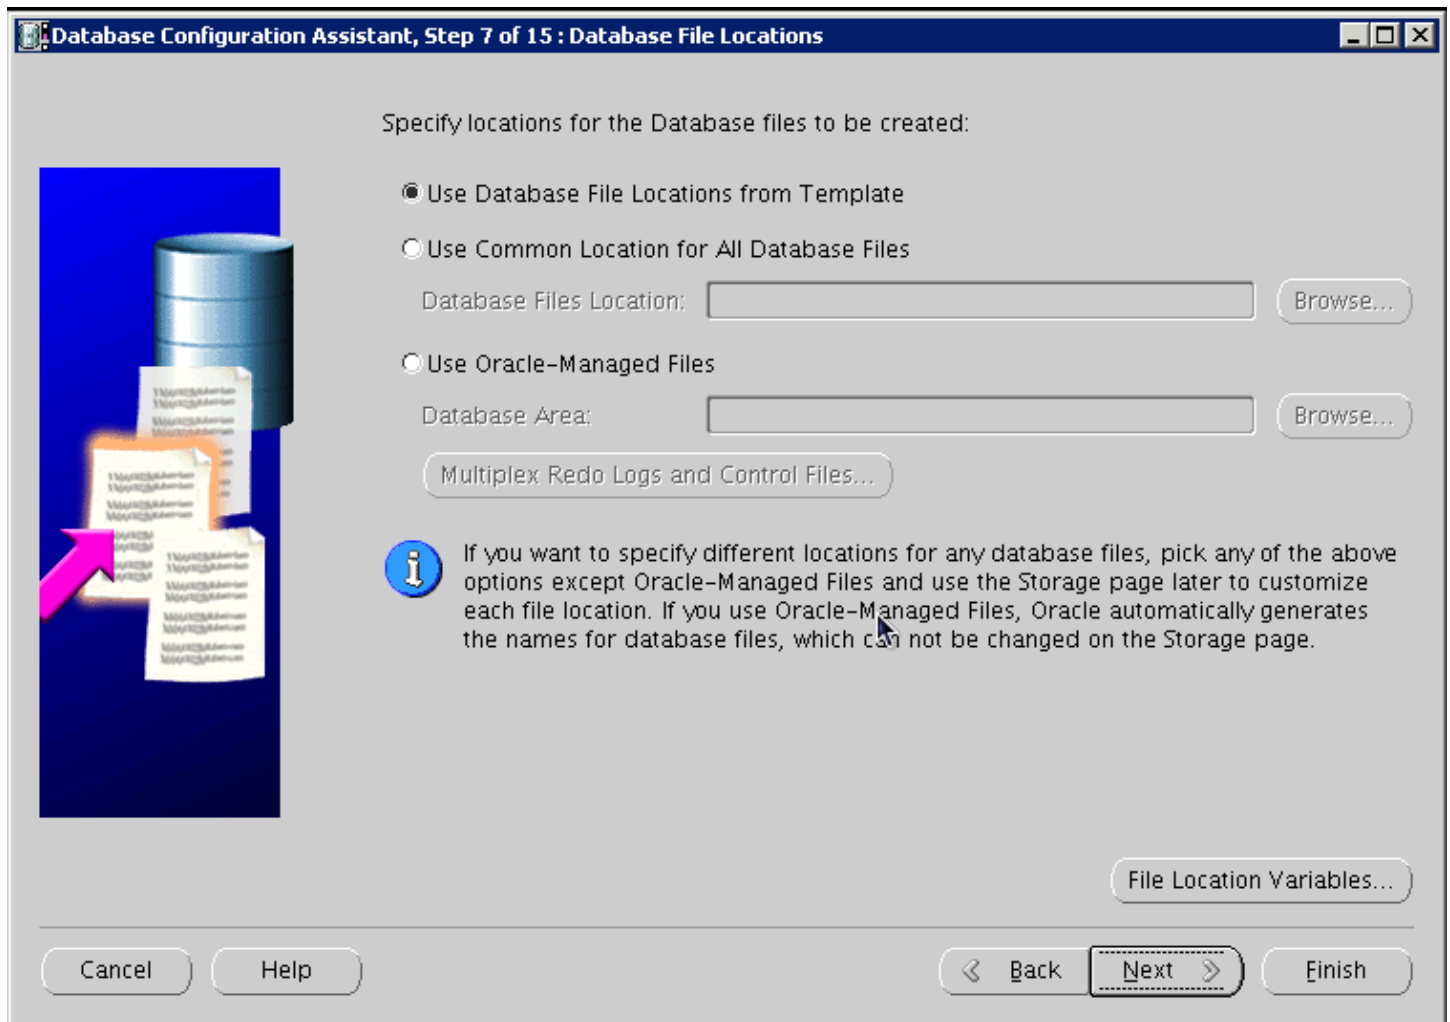 Database Configuration Assistant, Step 7 of 15 : Database File Locations
Specify locations for the Database files to be created:
Use Database File Locations from Template
Use Common Location for All Database Files
Database Files Location:
Browse...
Use Oracle-Managed Files
Database Area:
Browse...
Multiplex Redo Logs and Control Files...
If you want to specify different locations for any database files, pick any of the above
options except Oracle-Managed Files and use the Storage page later to customize
each file location. If you use Oracle-Managed Files, Oracle automatically generates
the names for database files, which can not be changed on the Storage page.
File Location Variables...
Cancel
Help
Back
Next
Finish